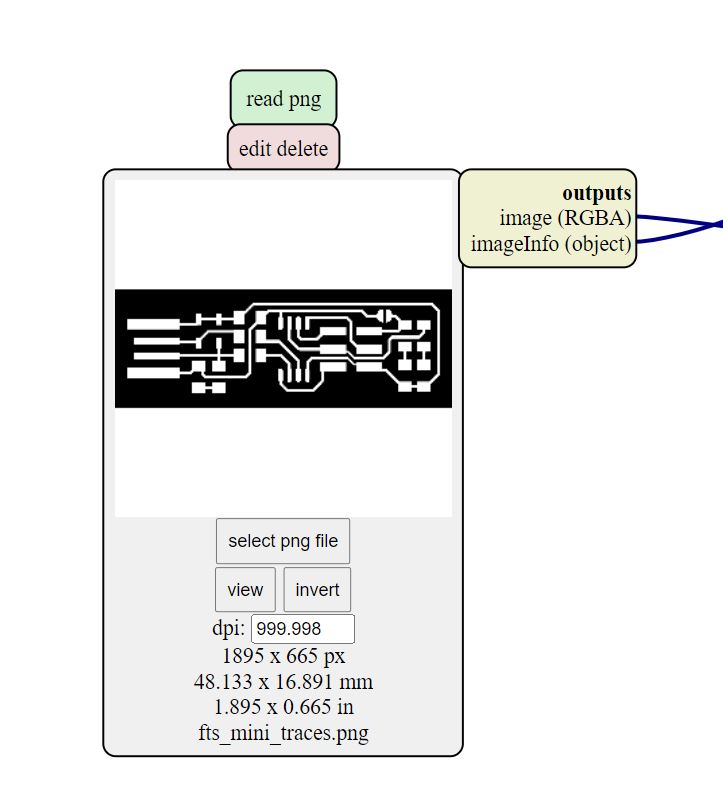 read png
edit delete
outputs
image (RGBA)
imageInfo (object)
select png file
view invert
dpi: 999.998
1895 x 665 px
48.133 x 16.891 mm
1.895 x 0.665 in
fts_mini_traces.png